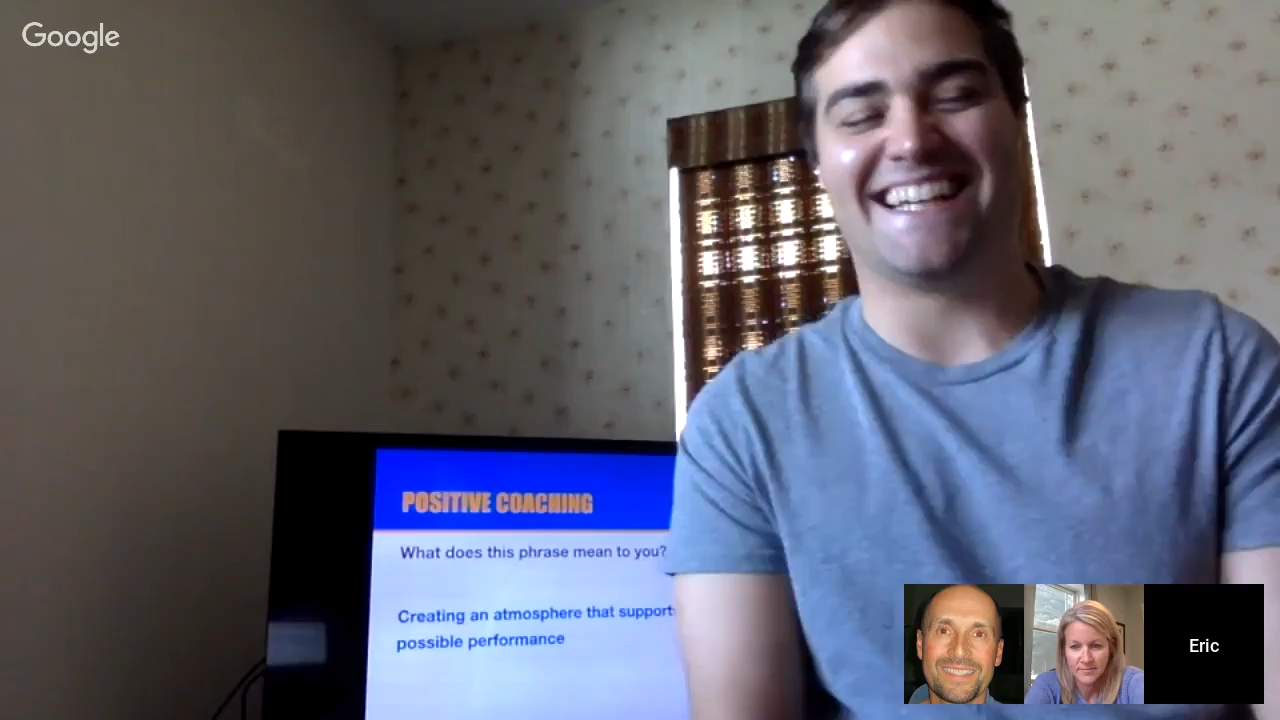 Google
POSITIVE COACHING
What does this phrase mean to you?
Creating an atmosphere that support
possible performance
Eric